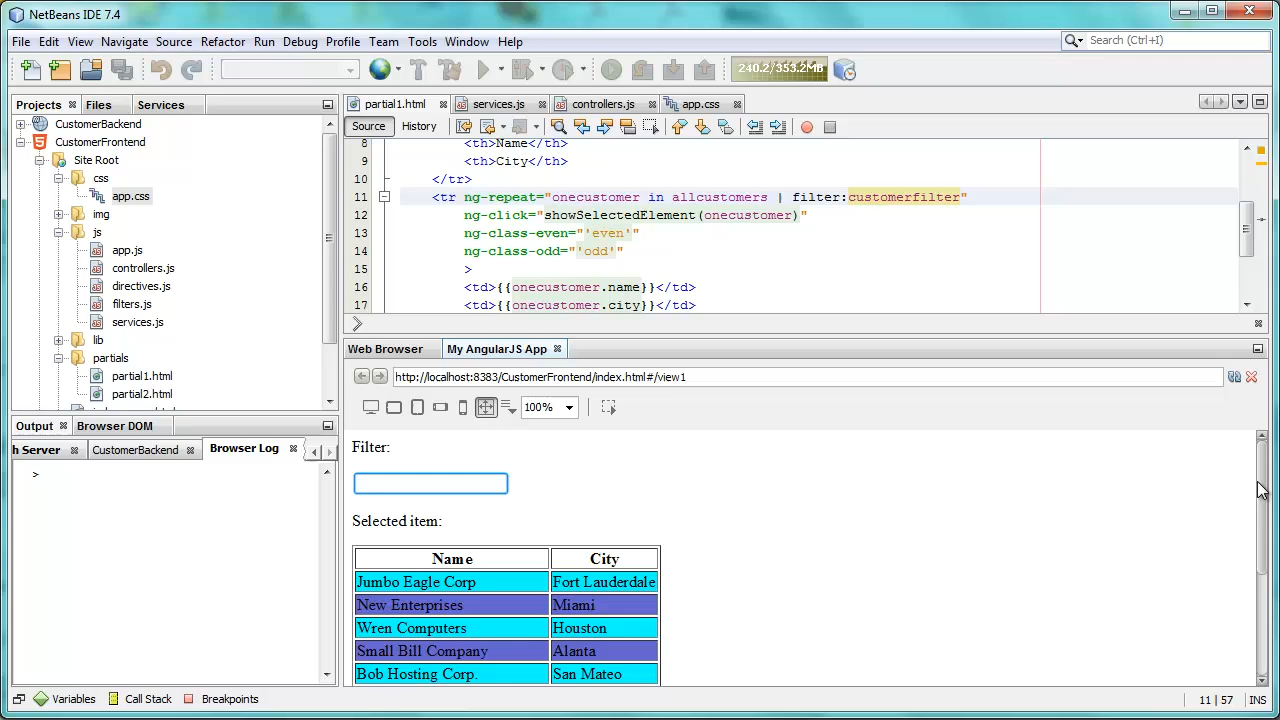 NetBeans IDE 7.4
File Edit View Navigate Source Refactor Run Debug Profile Team Tools Window Help
Search (Ctrl+I)
240.2/353.2MB
Projects Files Services
CustomerBackend
CustomerFrontend
Site Root
css
app.css
img
js
app.js
controllers.js
directives.js
filters.js
services.js
lib
partials
partial1.html
partial2.html
partial1.html services.js controllers.js app.css
Source History
8 <th>Name</th>
9 <th>City</th>
10 </tr>
11 <tr ng-repeat="onecustomer in allcustomers | filter:customerfilter"
12 ng-click="showSelectedElement(onecustomer)"
13 ng-class-even="'even'"
14 ng-class-odd="'odd'"
15 >
16 <td>{{onecustomer.name}}</td>
17 <td>{{onecustomer.city}}</td>
Output Browser DOM
h Server CustomerBackend Browser Log
>
Web Browser My AngularJS App
http://localhost:8383/CustomerFrontend/index.html#/view1
100%
Filter:
Selected item:
Name City
Jumbo Eagle Corp Fort Lauderdale
New Enterprises Miami
Wren Computers Houston
Small Bill Company Alanta
Bob Hosting Corp. San Mateo
Variables Call Stack Breakpoints
11 | 57 INS